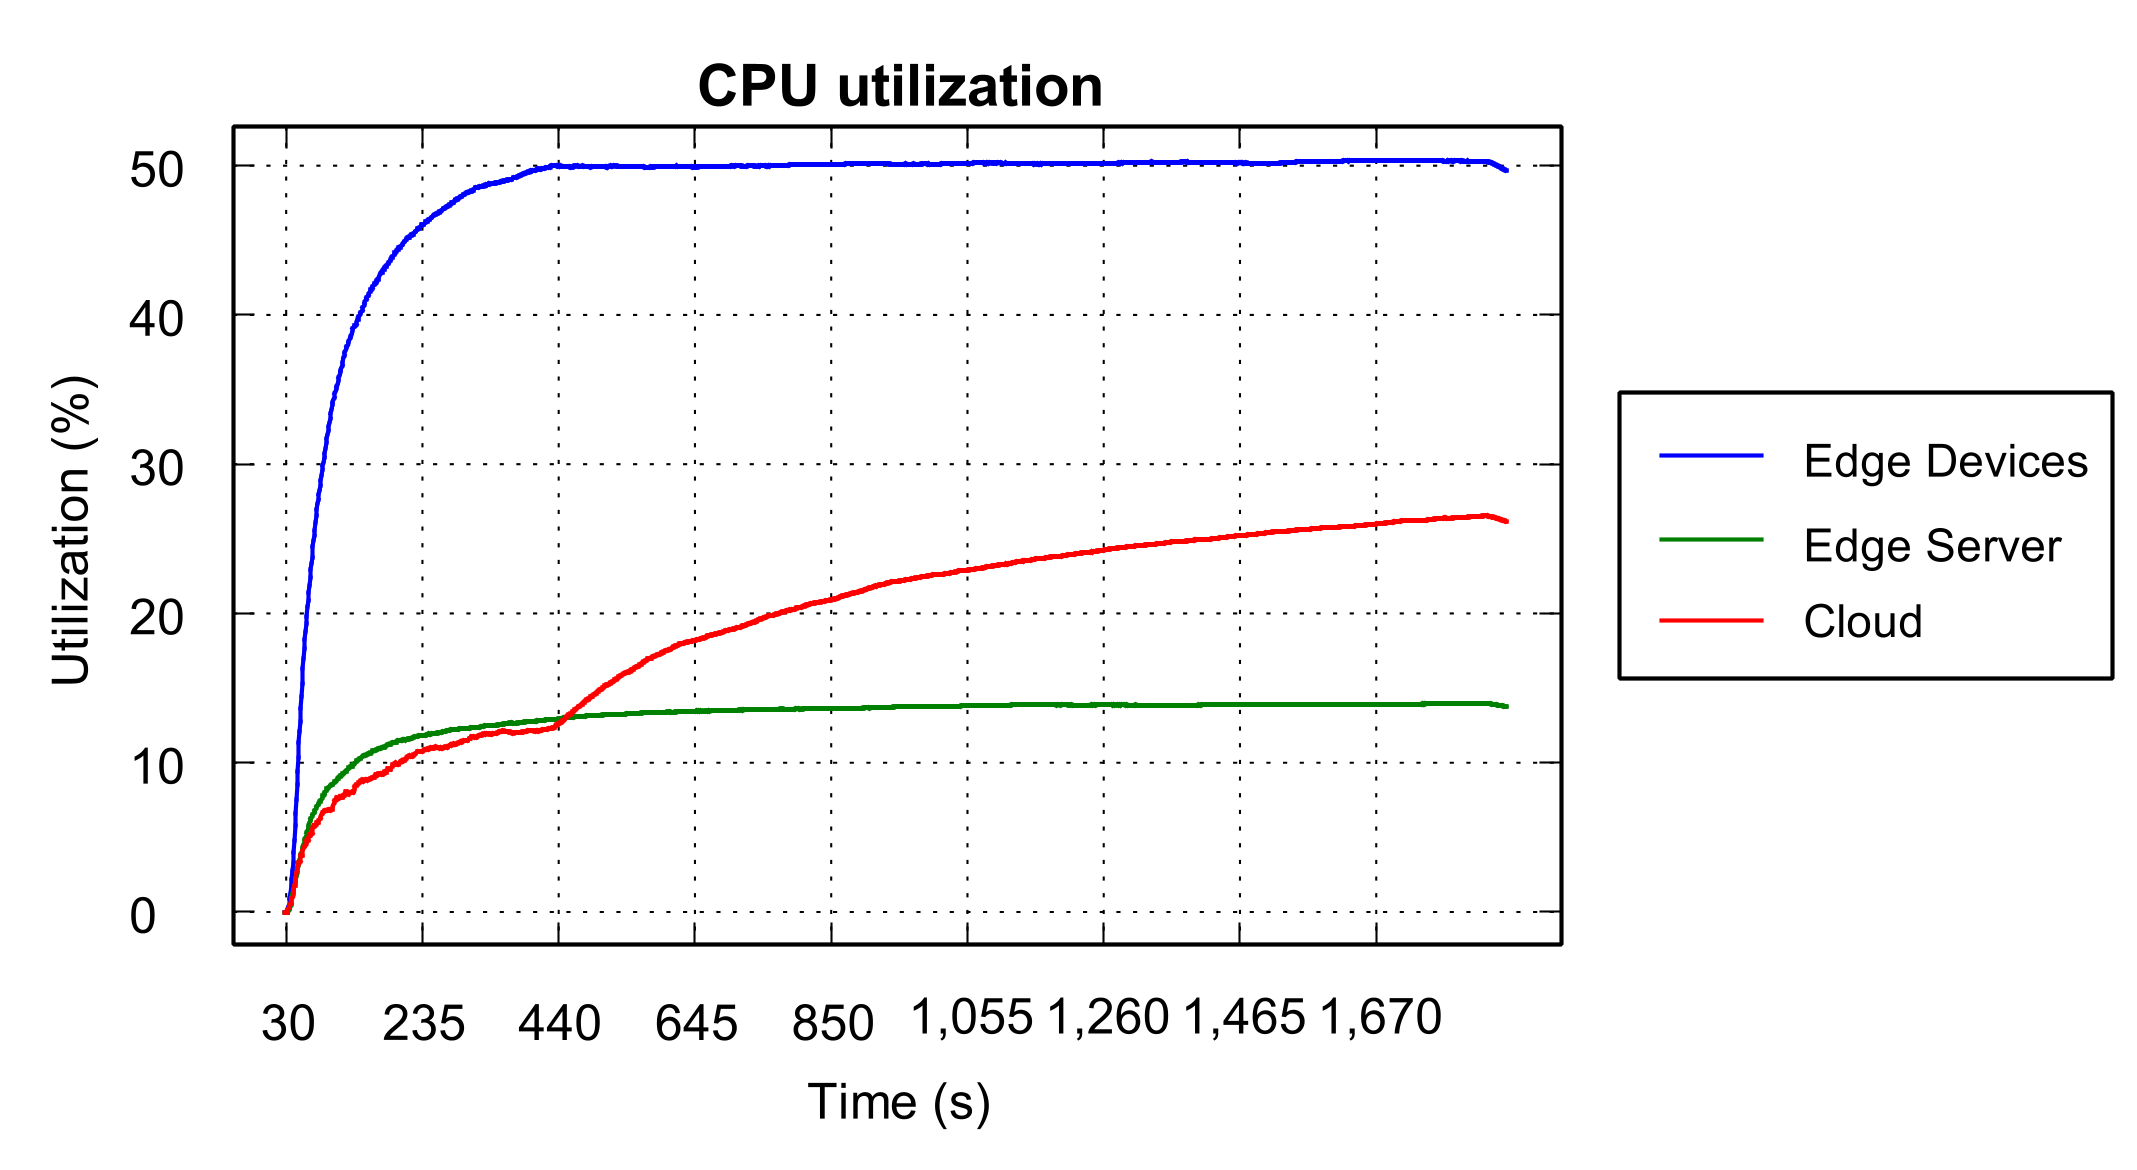 CPU utilization
50
40
30
20
10
0
Utilization (%)
30 235 440 645 850 1,055 1,260 1,465 1,670
Time (s)
Edge Devices
Edge Server
Cloud